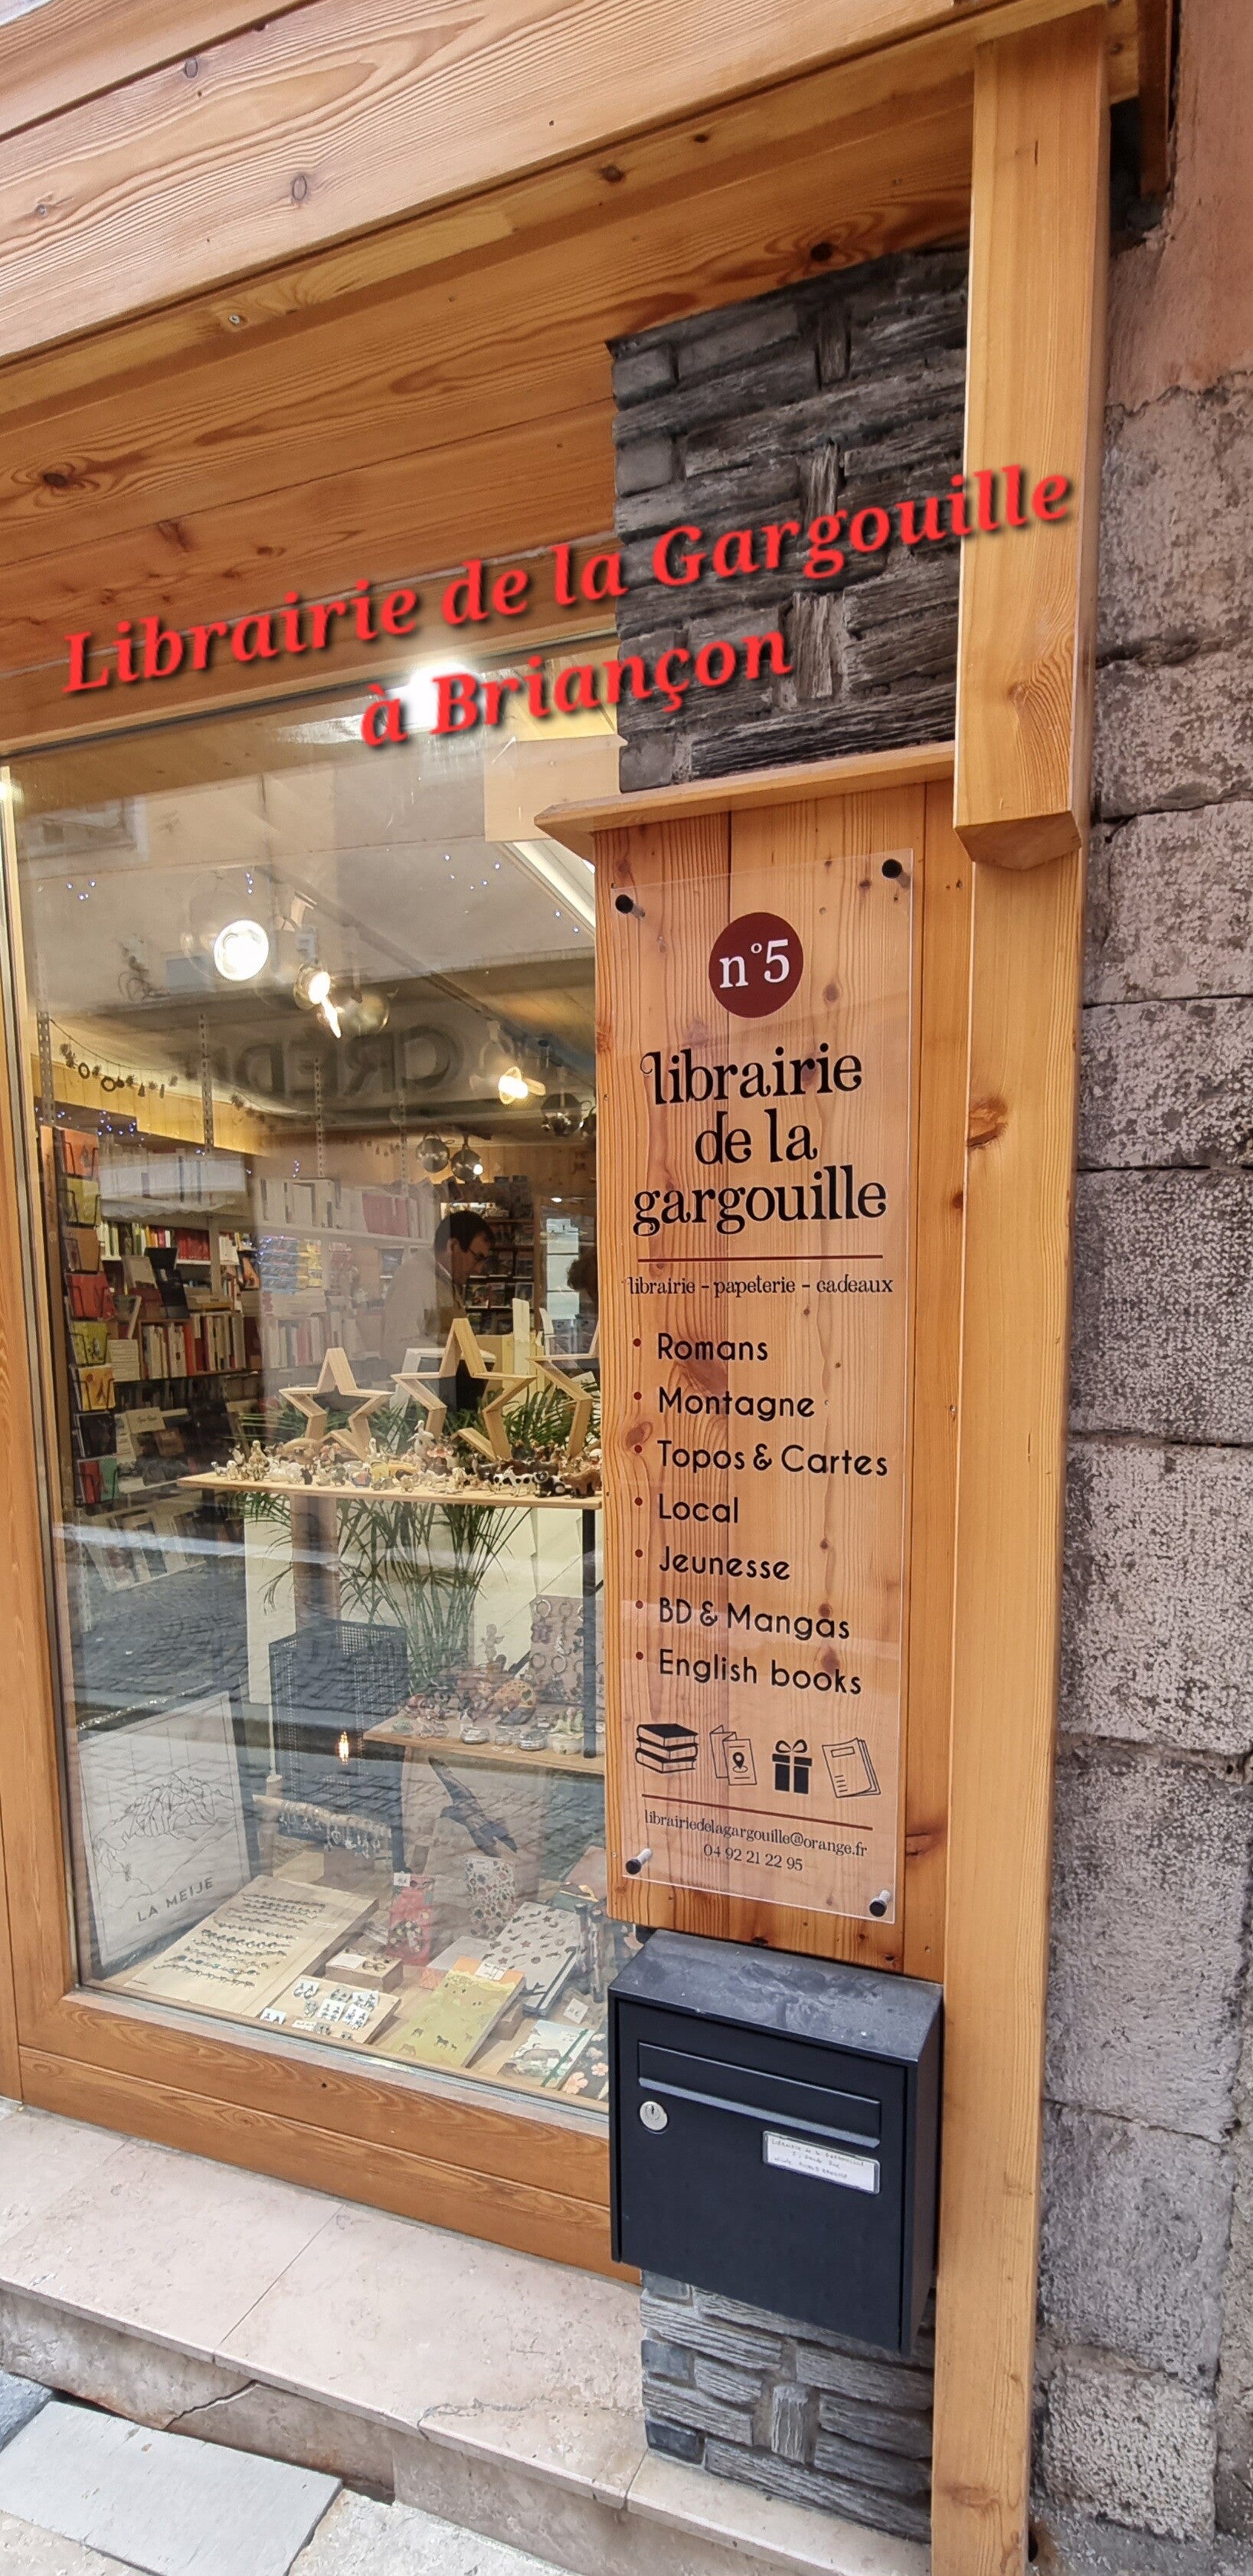 Librairie de la Gargouille
à Briançon
CREDIT
n°5
librairie
de la
gargouille
librairie - papeterie - cadeaux
• Romans
• Montagne
• Topos & Cartes
• Local
• Jeunesse
• BD & Mangas
• English books
librairiedelagargouille@orange.fr
04 92 21 22 95
LA MEIJE